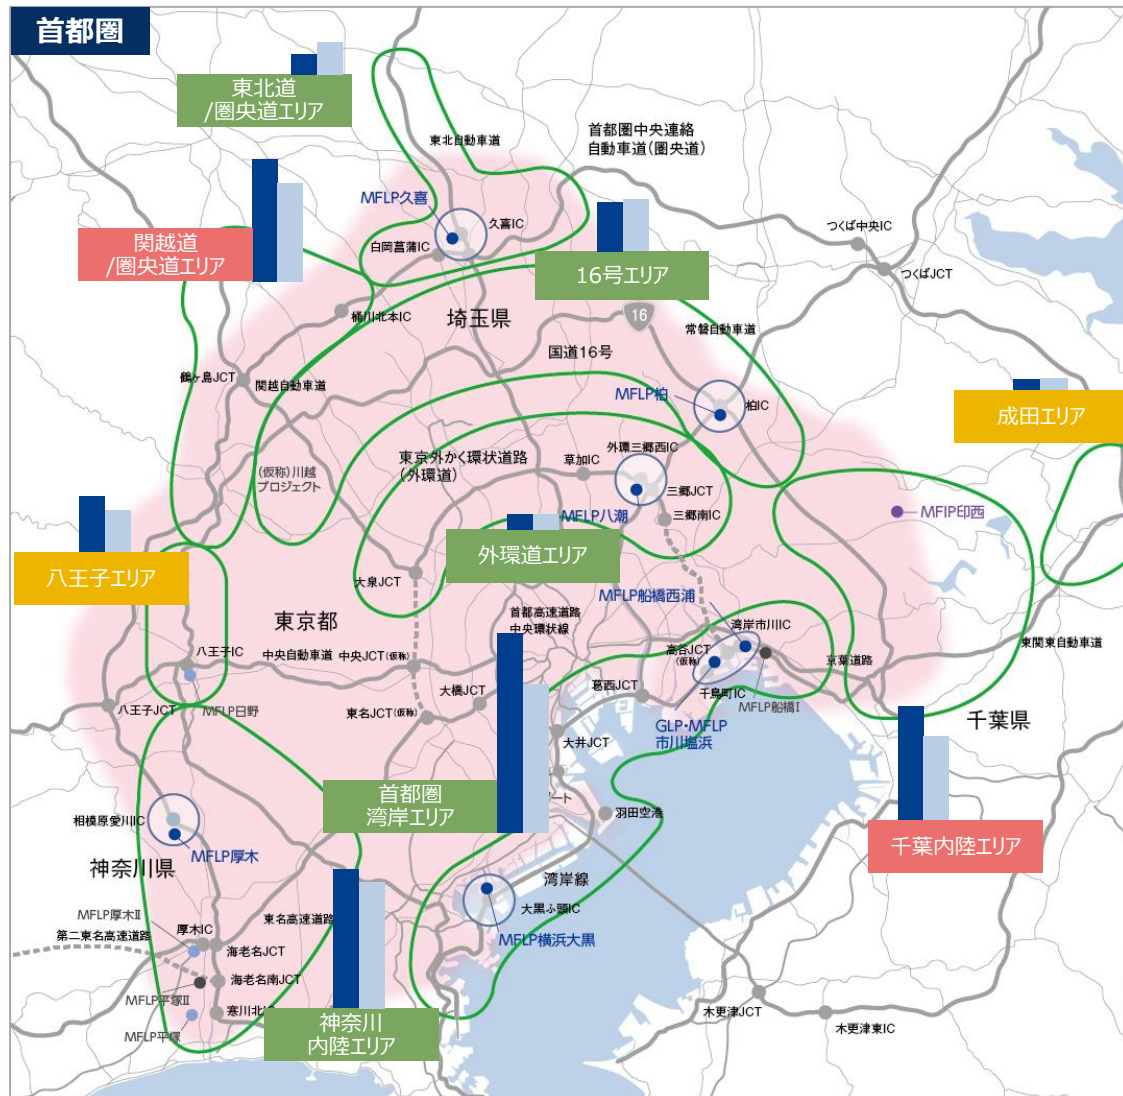 首都圏
東北道
/圏央道エリア
東北自動車道
首都圏中央連絡
自動車道(圏央道)
MFLP久喜
久喜IC
白岡菖蒲IC
関越道
/圏央道エリア
16号エリア
つくば中央IC
つくばJCT
桶川北本IC
埼玉県
16
常磐自動車道
国道16号
鶴ヶ島JCT
関越自動車道
MFLP柏
柏IC
成田エリア
外環三郷西IC
東京外かく環状道路
(外環道)
草加IC
(仮称)川越
プロジェクト
三郷JCT
MFLP八潮
三郷南IC
MFIP印西
外環道エリア
八王子エリア
大泉JCT
MFLP船橋西浦
東京都
首都高速道路
中央環状線
湾岸市川IC
八王子IC
中央自動車道
中央JCT(仮称)
高谷JCT
(仮称)
京葉道路
東関東自動車道
大橋JCT
葛西JCT
千鳥町IC
MFLP船橋I
八王子JCT
MFLP日野
東名JCT(仮称)
GLP・MFLP
市川塩浜
千葉県
大井JCT
首都圏
湾岸エリア
ート
羽田空港
相模原愛川IC
千葉内陸エリア
MFLP厚木
神奈川県
湾岸線
大黒ふ頭IC
MFLP厚木II
東名高速道路
第二東名高速道路
厚木IC
MFLP横浜大黒
海老名JCT
海老名南JCT
MFLP平塚II
寒川北IC
木更津JCT
神奈川
内陸エリア
木更津東IC
MFLP平塚